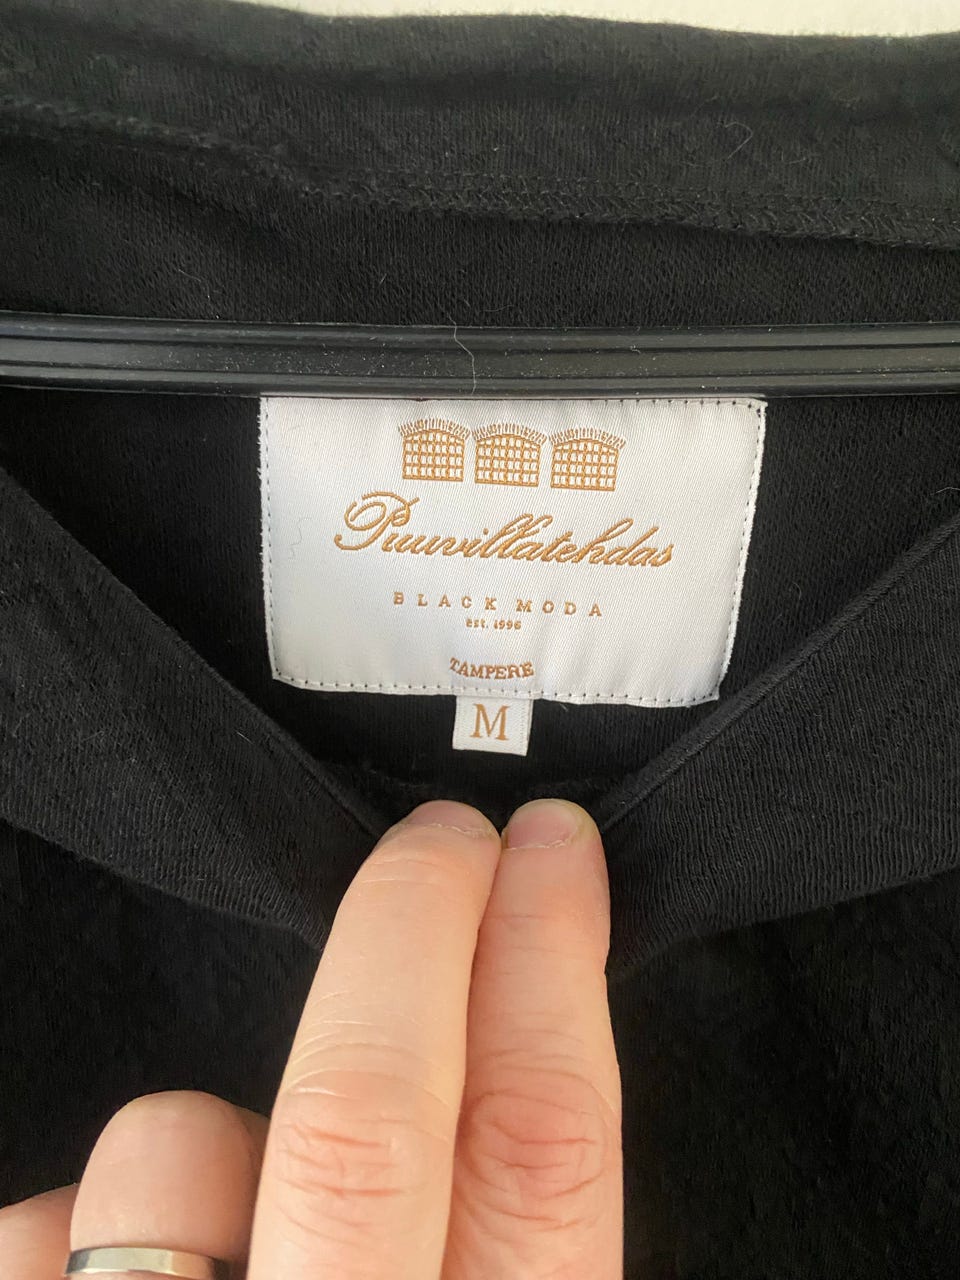 Puuvillatehdas
BLACK MODA
est. 1996
TAMPERE
M